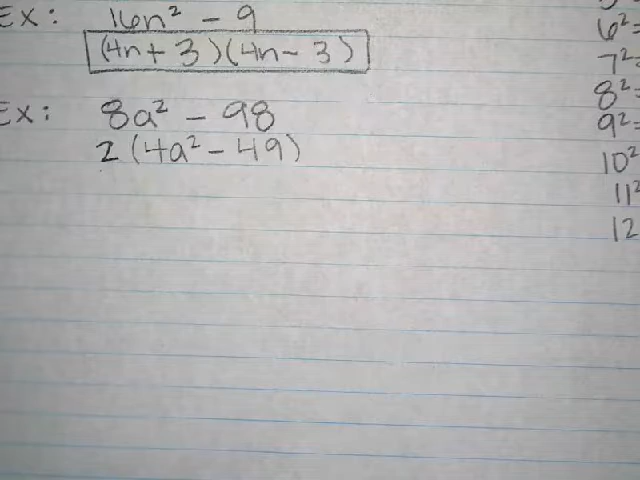 Ex: 16n² - 9
(4n + 3)(4n - 3)
Ex: 8a² - 98
2(4a² - 49)
6²=
7²=
8²=
9²=
10²
11²
12